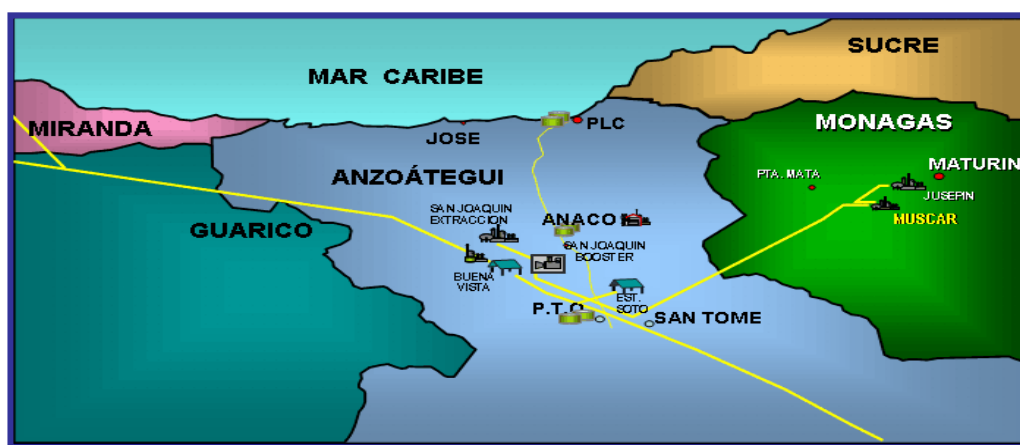 SUCRE
MAR CARIBE
MIRANDA
JOSE
PLC
MONAGAS
ANZOÁTEGUI
PTA. MATA
MATURIN
JUSEPIN
SAN JOAQUIN
EXTRACCION
ANACO
MUSCAR
GUARICO
SAN JOAQUIN
BOOSTER
BUENA
VISTA
EST.
SOTO
P.T.O
SAN TOME